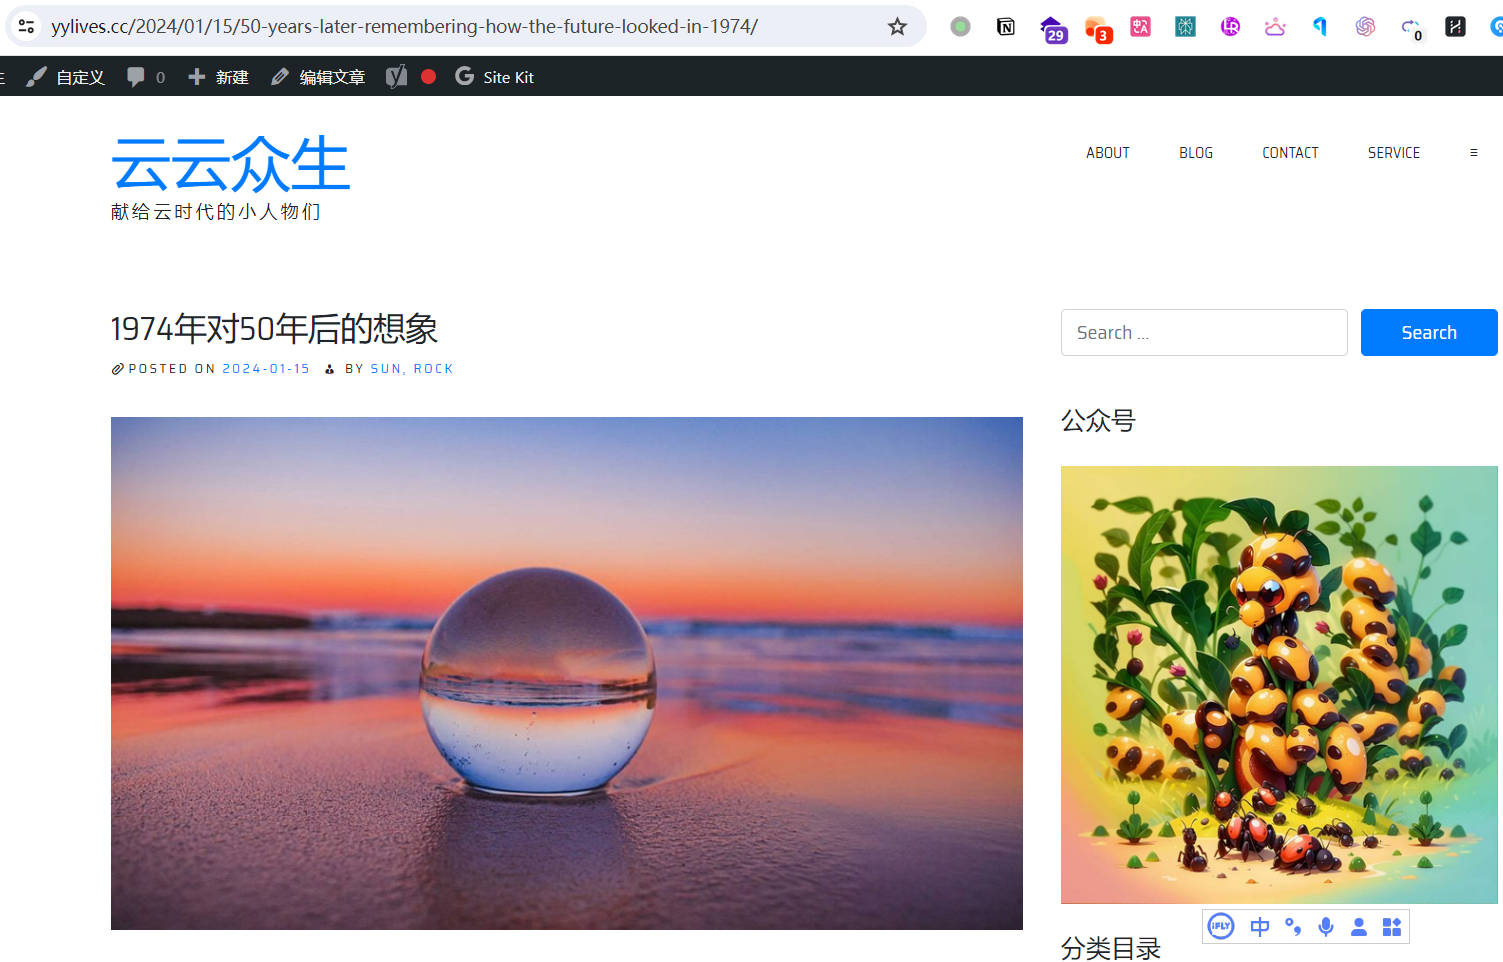 yylives.cc/2024/01/15/50-years-later-remembering-how-the-future-looked-in-1974/
29
3
0
自定义 0 新建 编辑文章 Site Kit
云云众生
献给云时代的小人物们
ABOUT BLOG CONTACT SERVICE ≡
1974年对50年后的想象
POSTED ON 2024-01-15 BY SUN, ROCK
Search ... Search
公众号
iFLY 中
分类目录